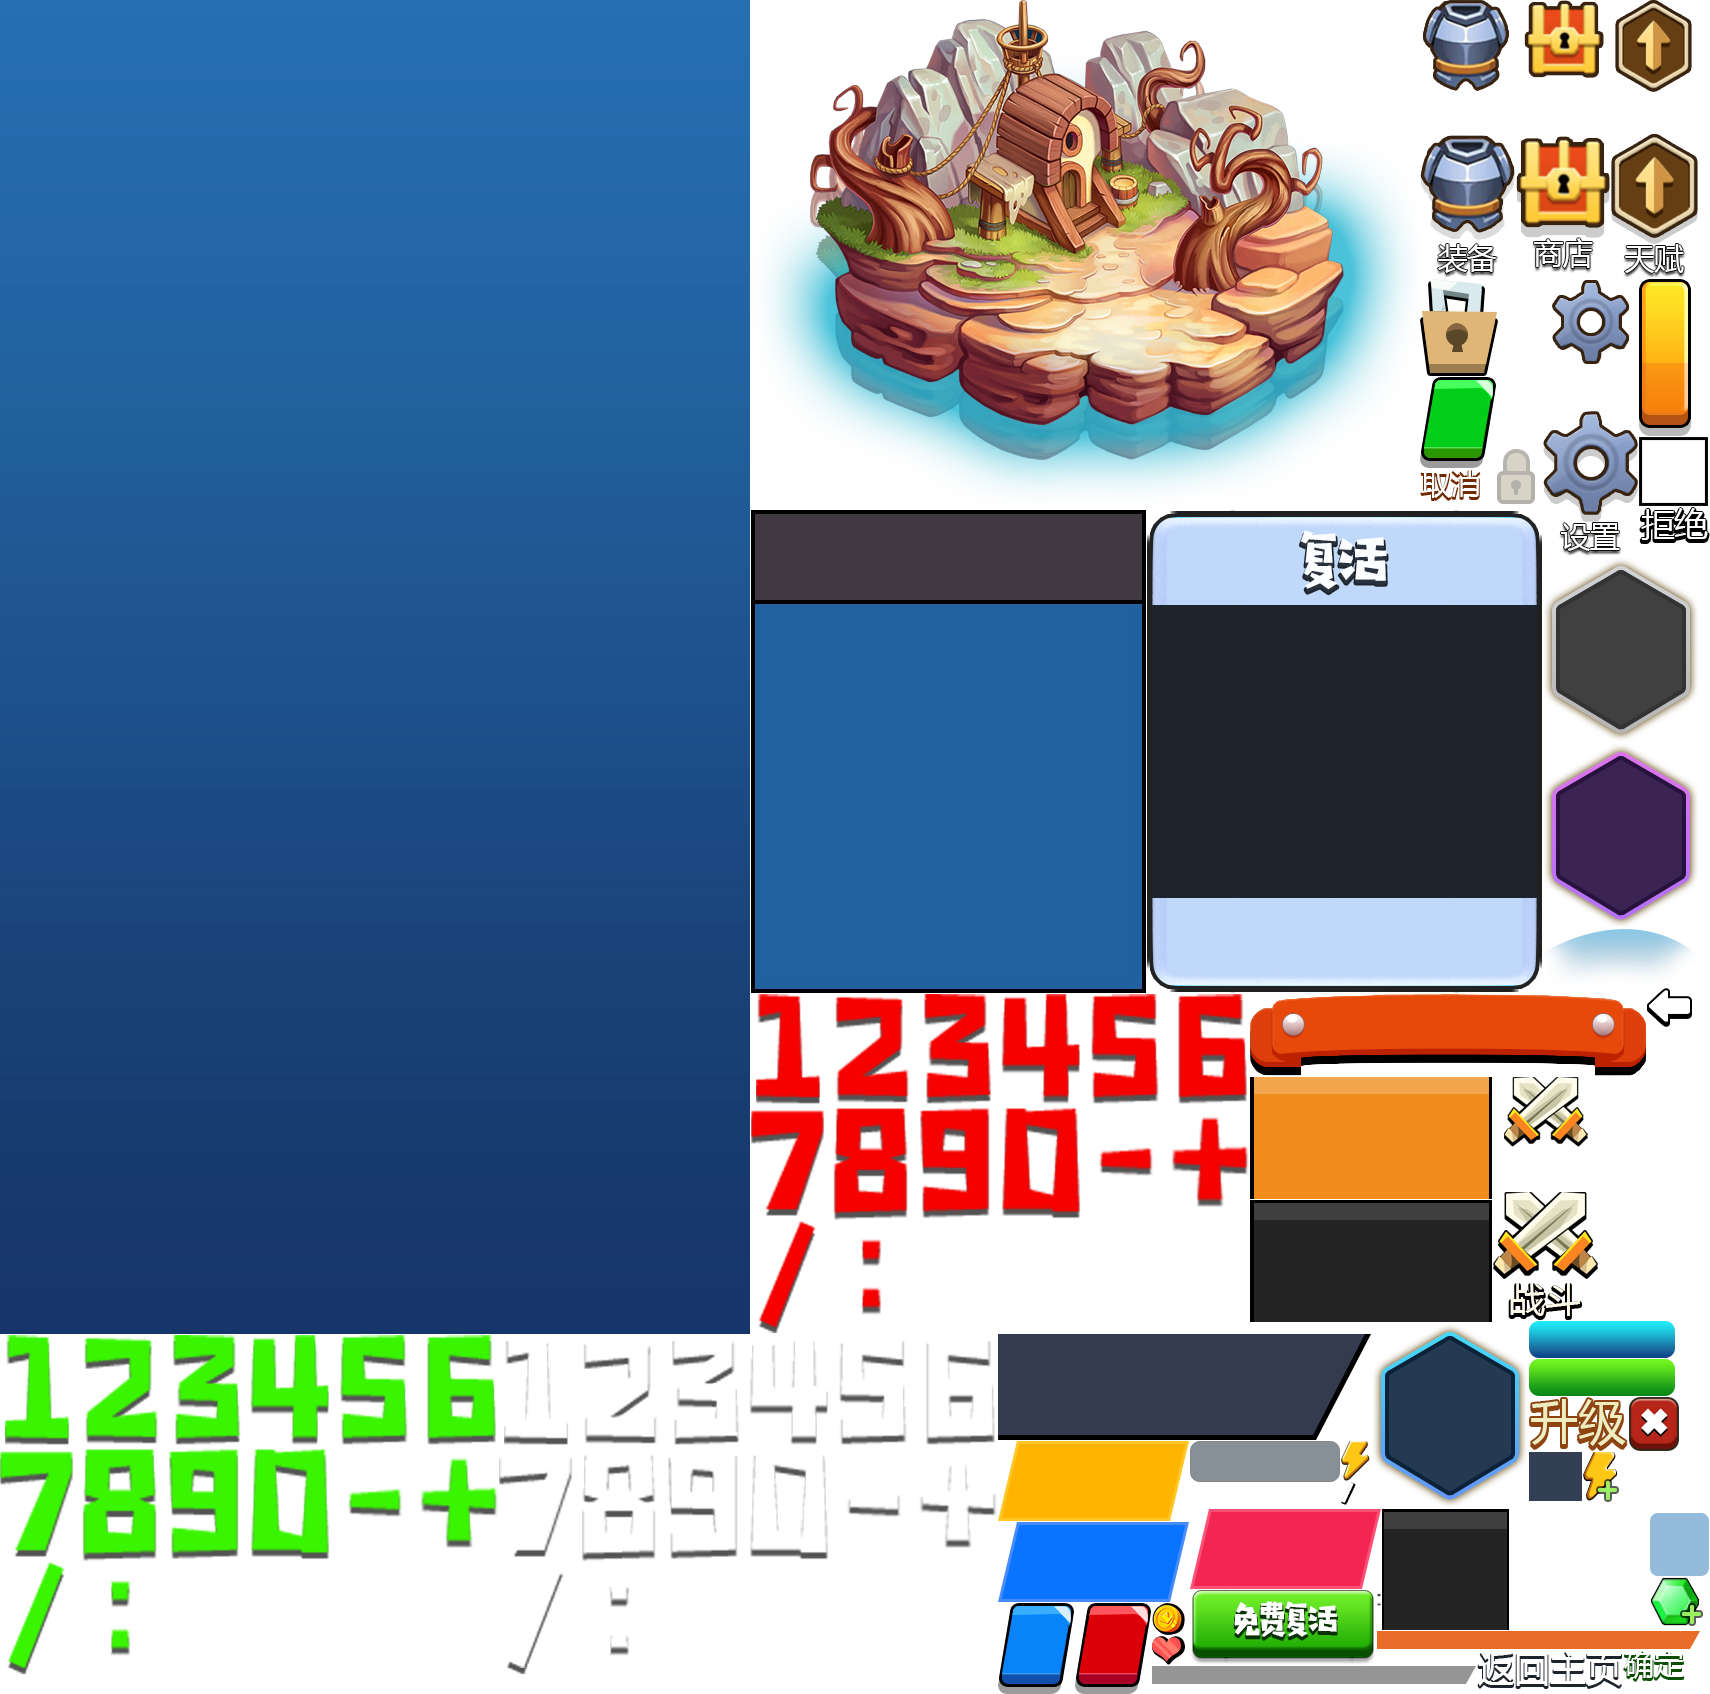 装备
商店
天赋
取消
设置
拒绝
复活
123456
7890-+
/ :
战斗
123456
7890-+
/ :
123456
7890-+
/ :
升级
/
免费复活
返回主页
确定